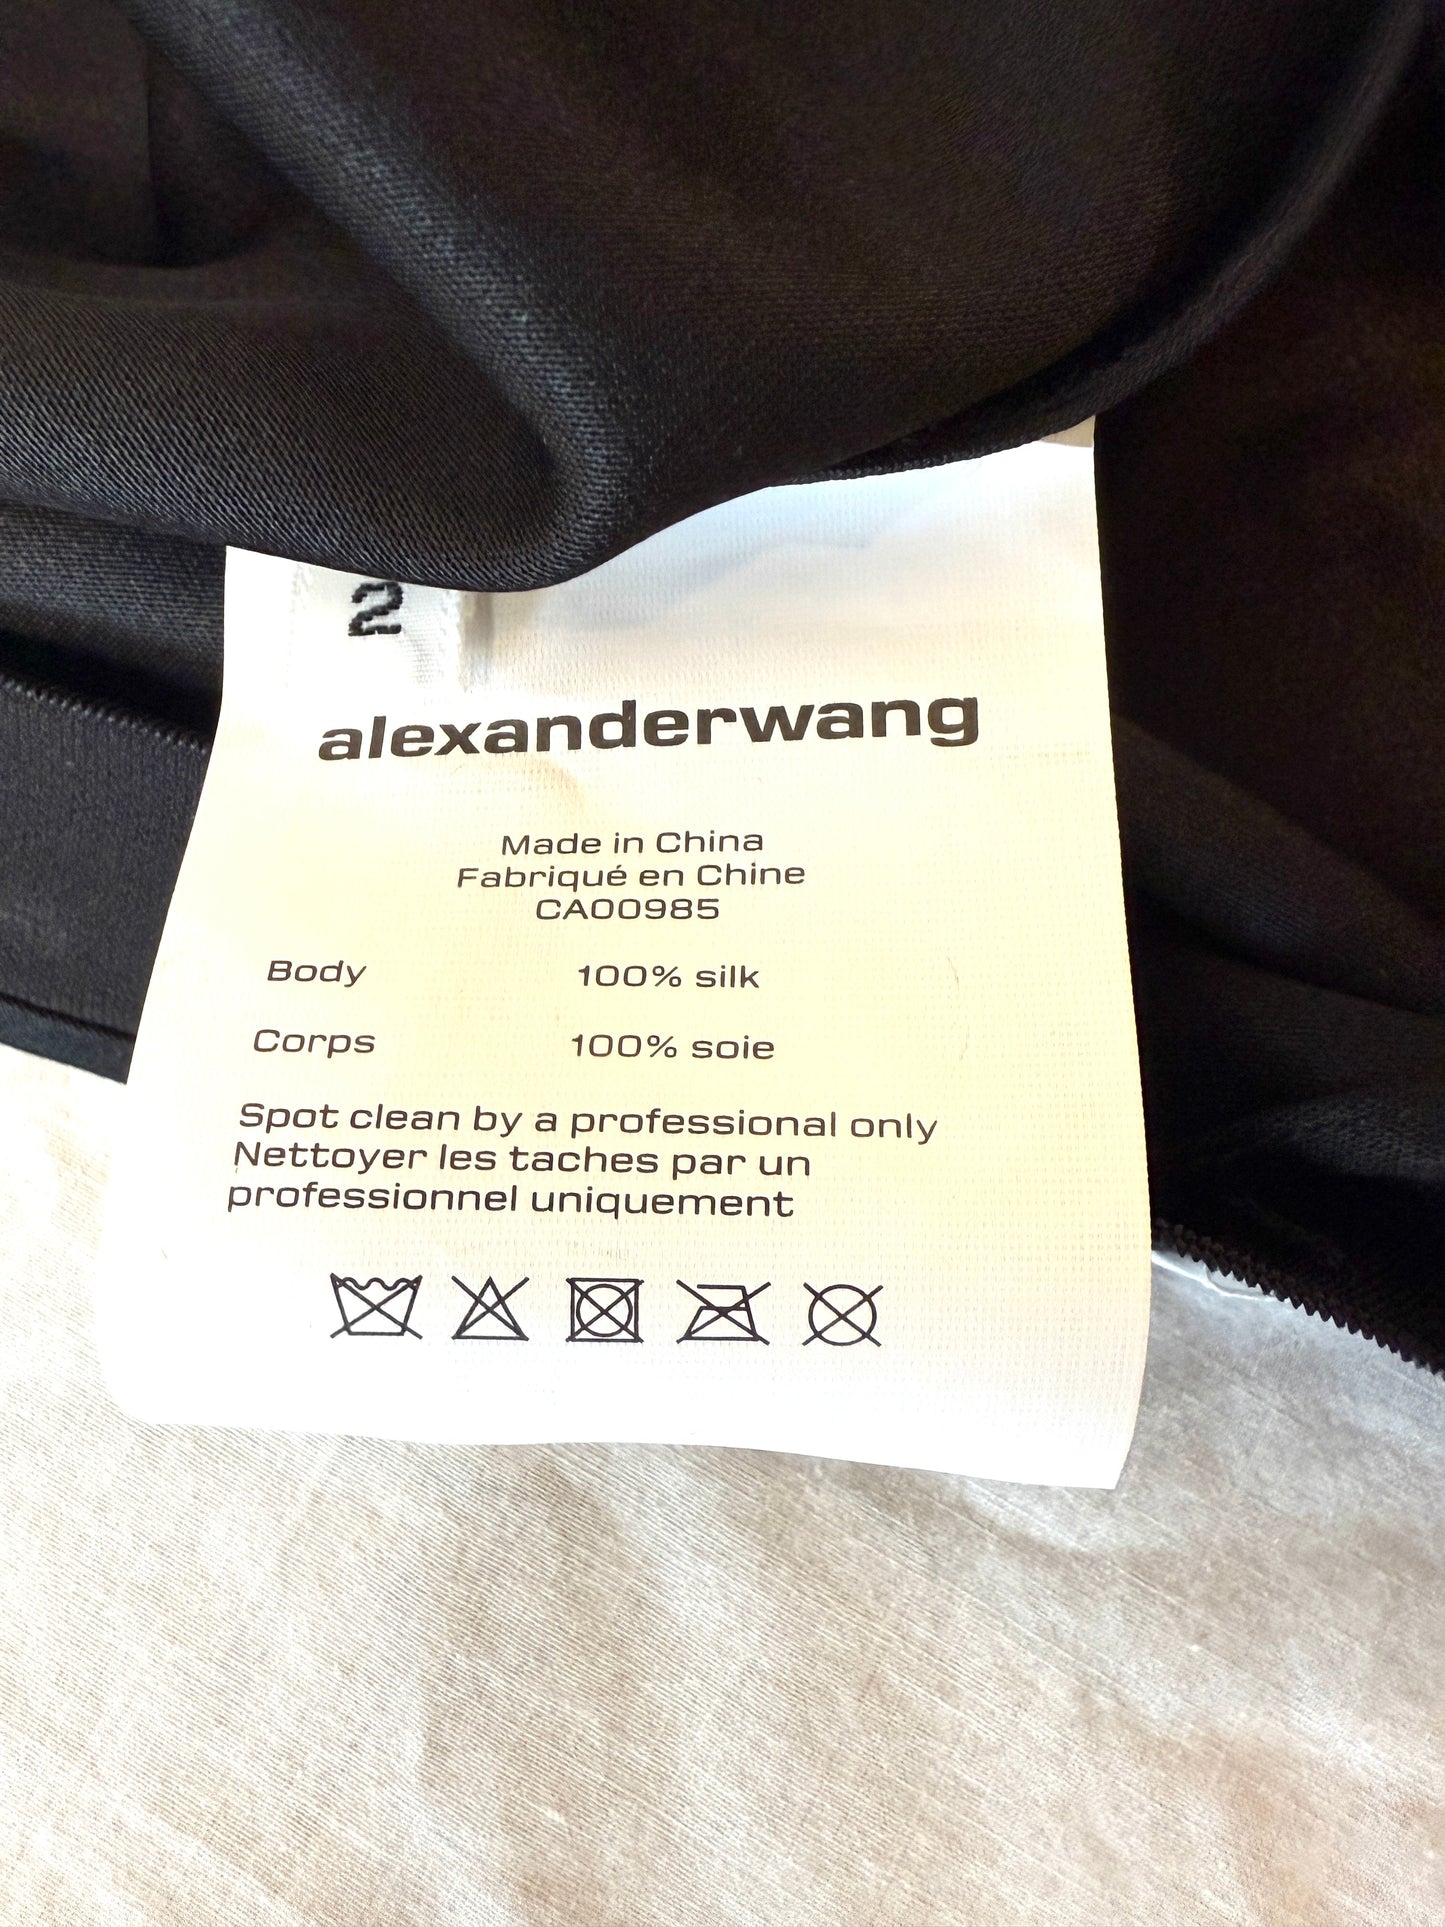 2
alexanderwang
Made in China
Fabriqué en Chine
CA00985
Body 100% silk
Corps 100% soie
Spot clean by a professional only
Nettoyer les taches par un
professionnel uniquement